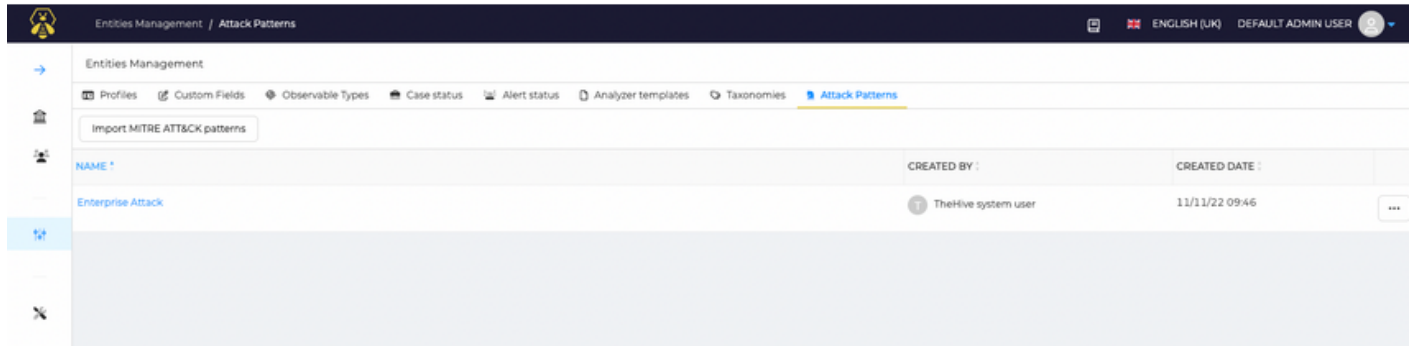 Entities Management / Attack Patterns ENGLISH (UK) DEFAULT ADMIN USER
Entities Management
Profiles Custom Fields Observable Types Case status Alert status Analyzer templates Taxonomies Attack Patterns
Import MITRE ATT&CK patterns
NAME CREATED BY CREATED DATE
Enterprise Attack T TheHive system user 11/11/22 09:46 ...